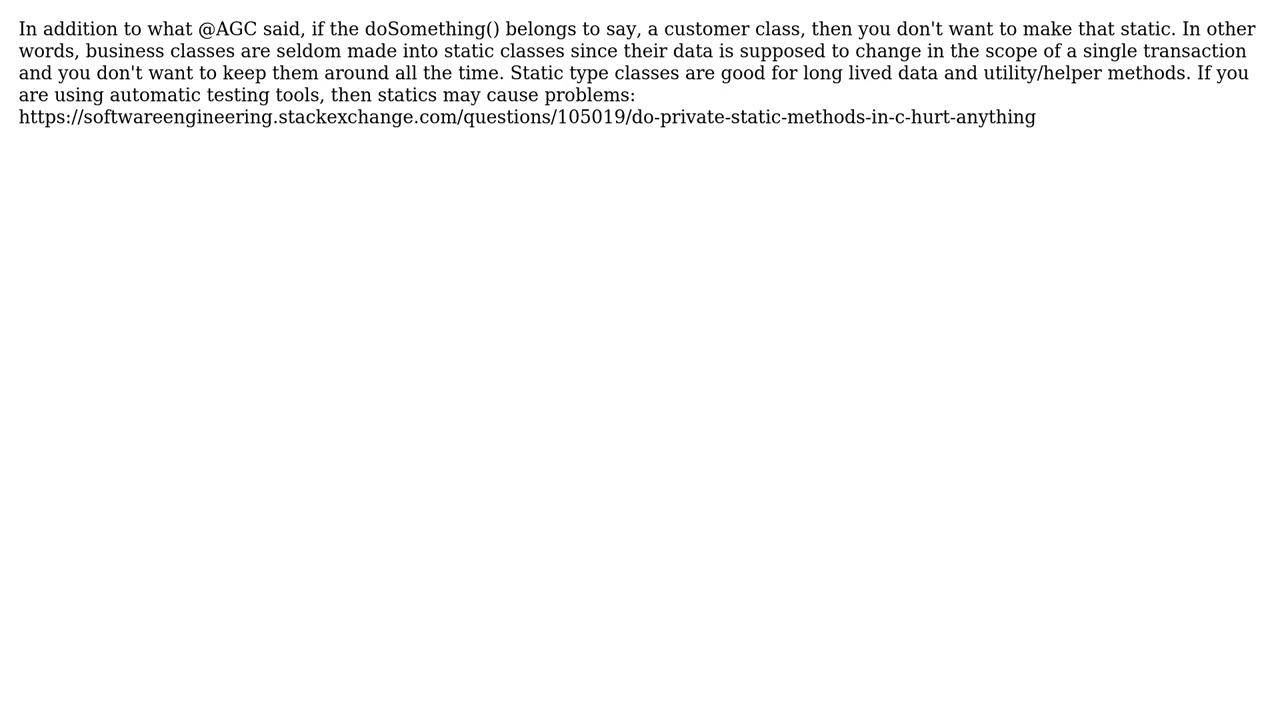 In addition to what @AGC said, if the doSomething() belongs to say, a customer class, then you don't want to make that static. In other
words, business classes are seldom made into static classes since their data is supposed to change in the scope of a single transaction
and you don't want to keep them around all the time. Static type classes are good for long lived data and utility/helper methods. If you
are using automatic testing tools, then statics may cause problems:
https://softwareengineering.stackexchange.com/questions/105019/do-private-static-methods-in-c-hurt-anything